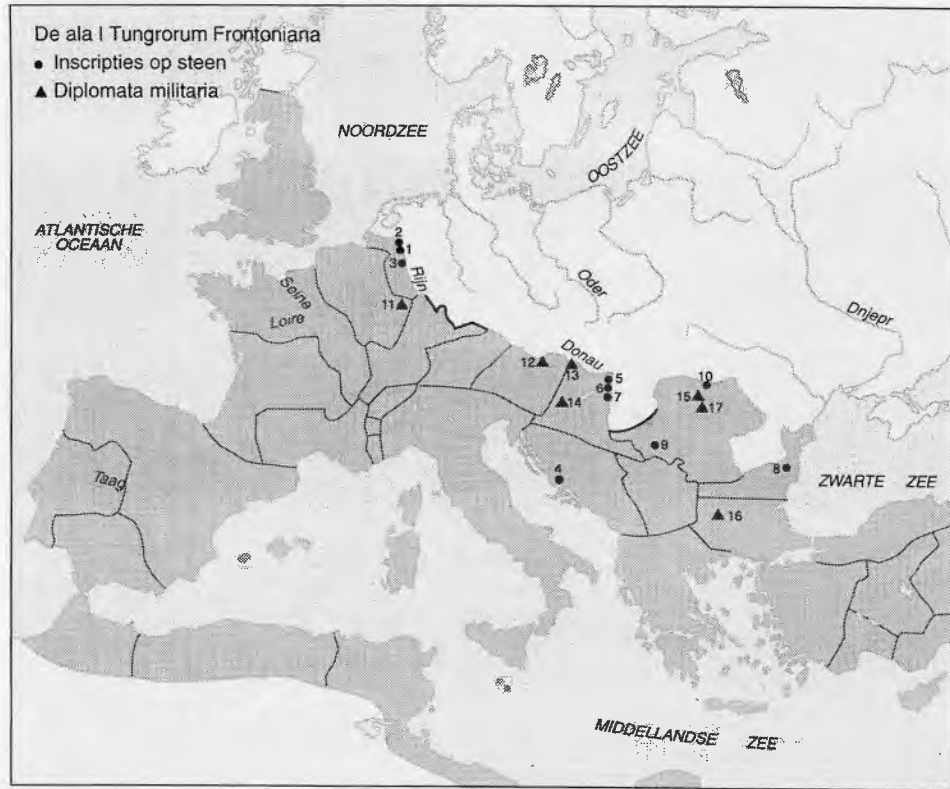 De ala I Tungrorum Frontoniana
● Inscripties op steen
▲ Diplomata militaria
NOORDZEE
OOSTZEE
ATLANTISCHE
OCEAAN
2
1
3
Rijn
Oder
Dnjepr
Seine
Loire
11
Donau
12
13
5
10
6
15
14
7
17
9
4
8
Taag
ZWARTE ZEE
16
MIDDELLANDSE ZEE